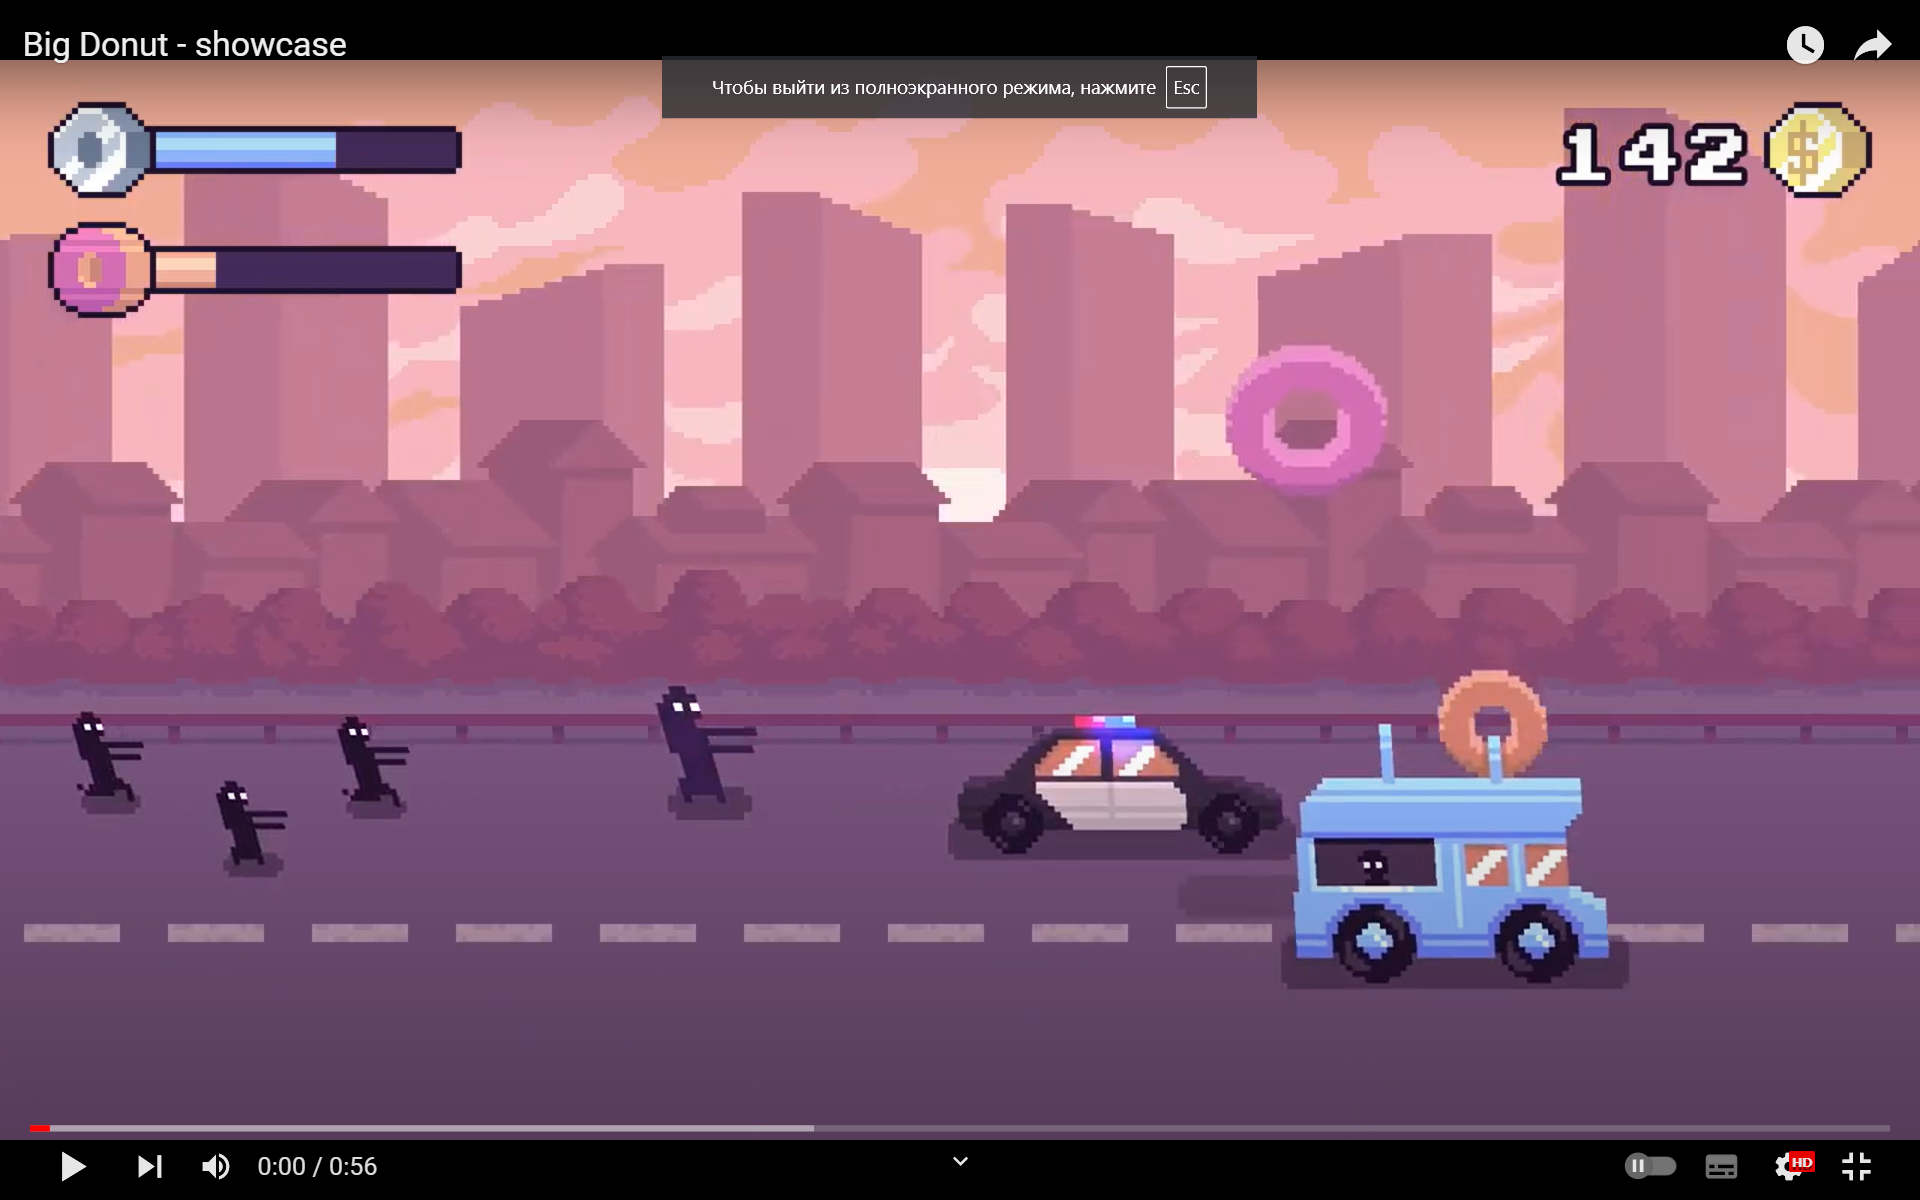 Big Donut - showcase
Чтобы выйти из полноэкранного режима, нажмите Esc
142 $
0:00 / 0:56
HD